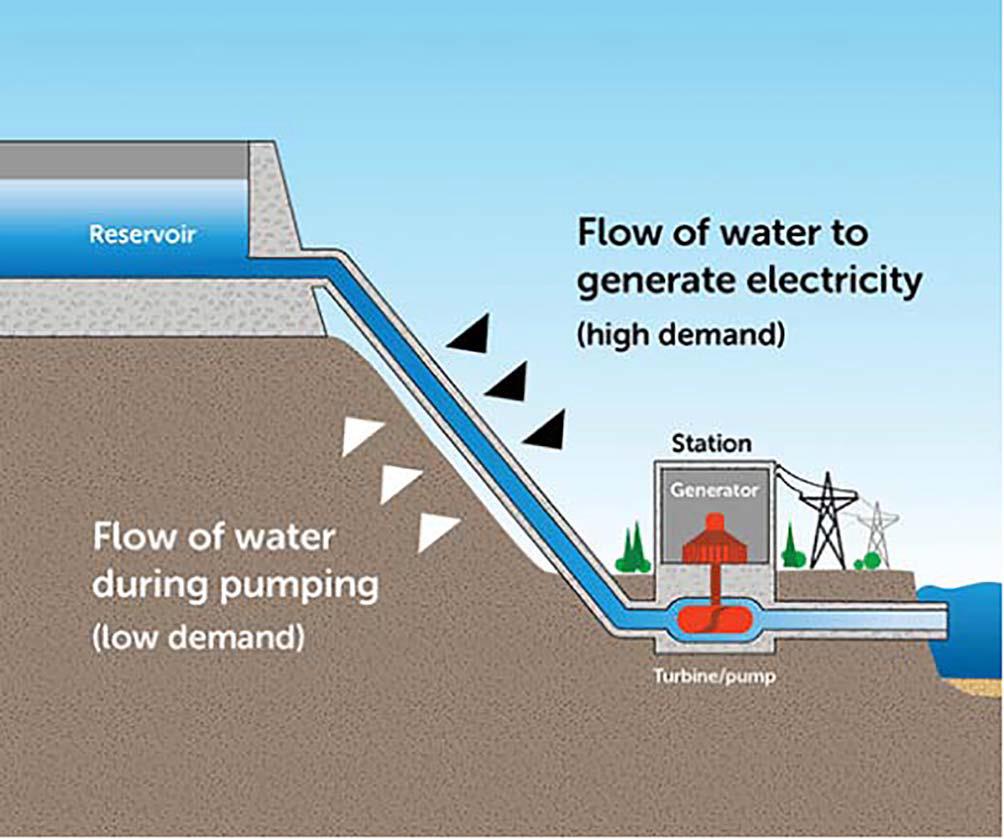 Reservoir
Flow of water to
generate electricity
(high demand)
Station
Generator
Flow of water
during pumping
(low demand)
Turbine/pump